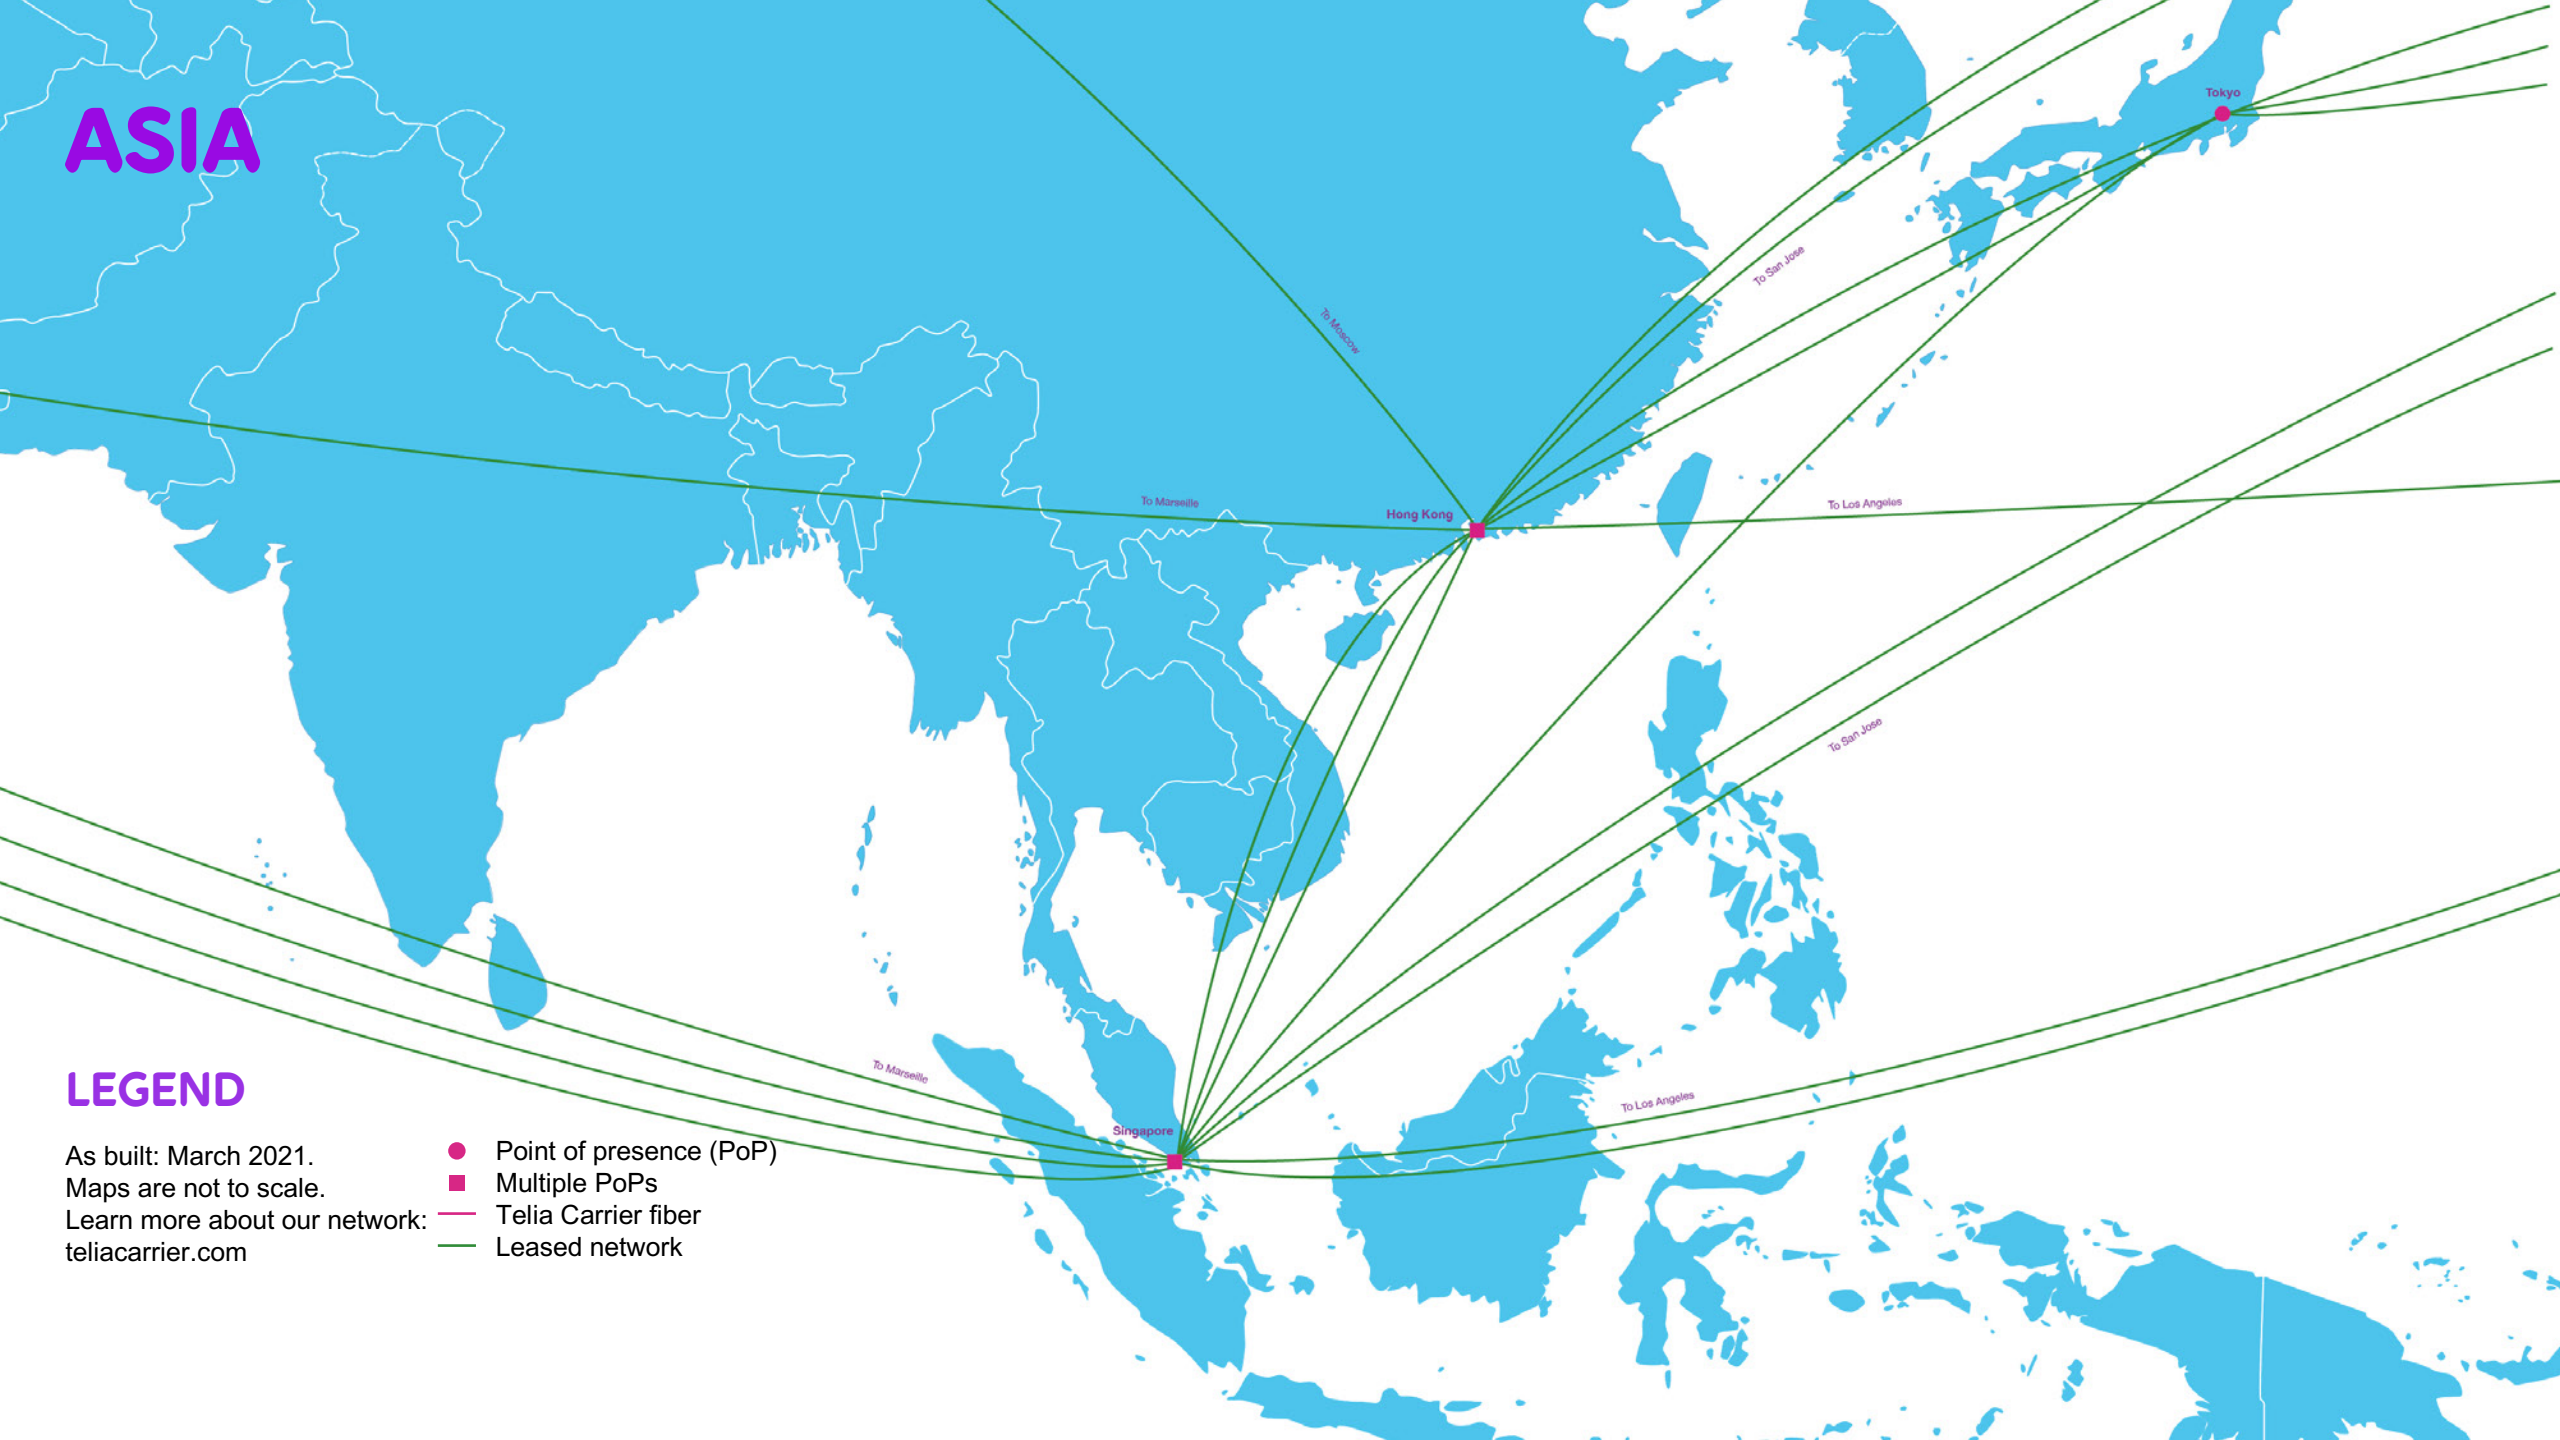 ASIA
Tokyo
To San Jose
To Moscow
To Marseille
Hong Kong
To Los Angeles
To San Jose
To Marseille
To Los Angeles
Singapore
LEGEND
As built: March 2021.
Maps are not to scale.
Learn more about our network:
teliacarrier.com
Point of presence (PoP)
Multiple PoPs
Telia Carrier fiber
Leased network